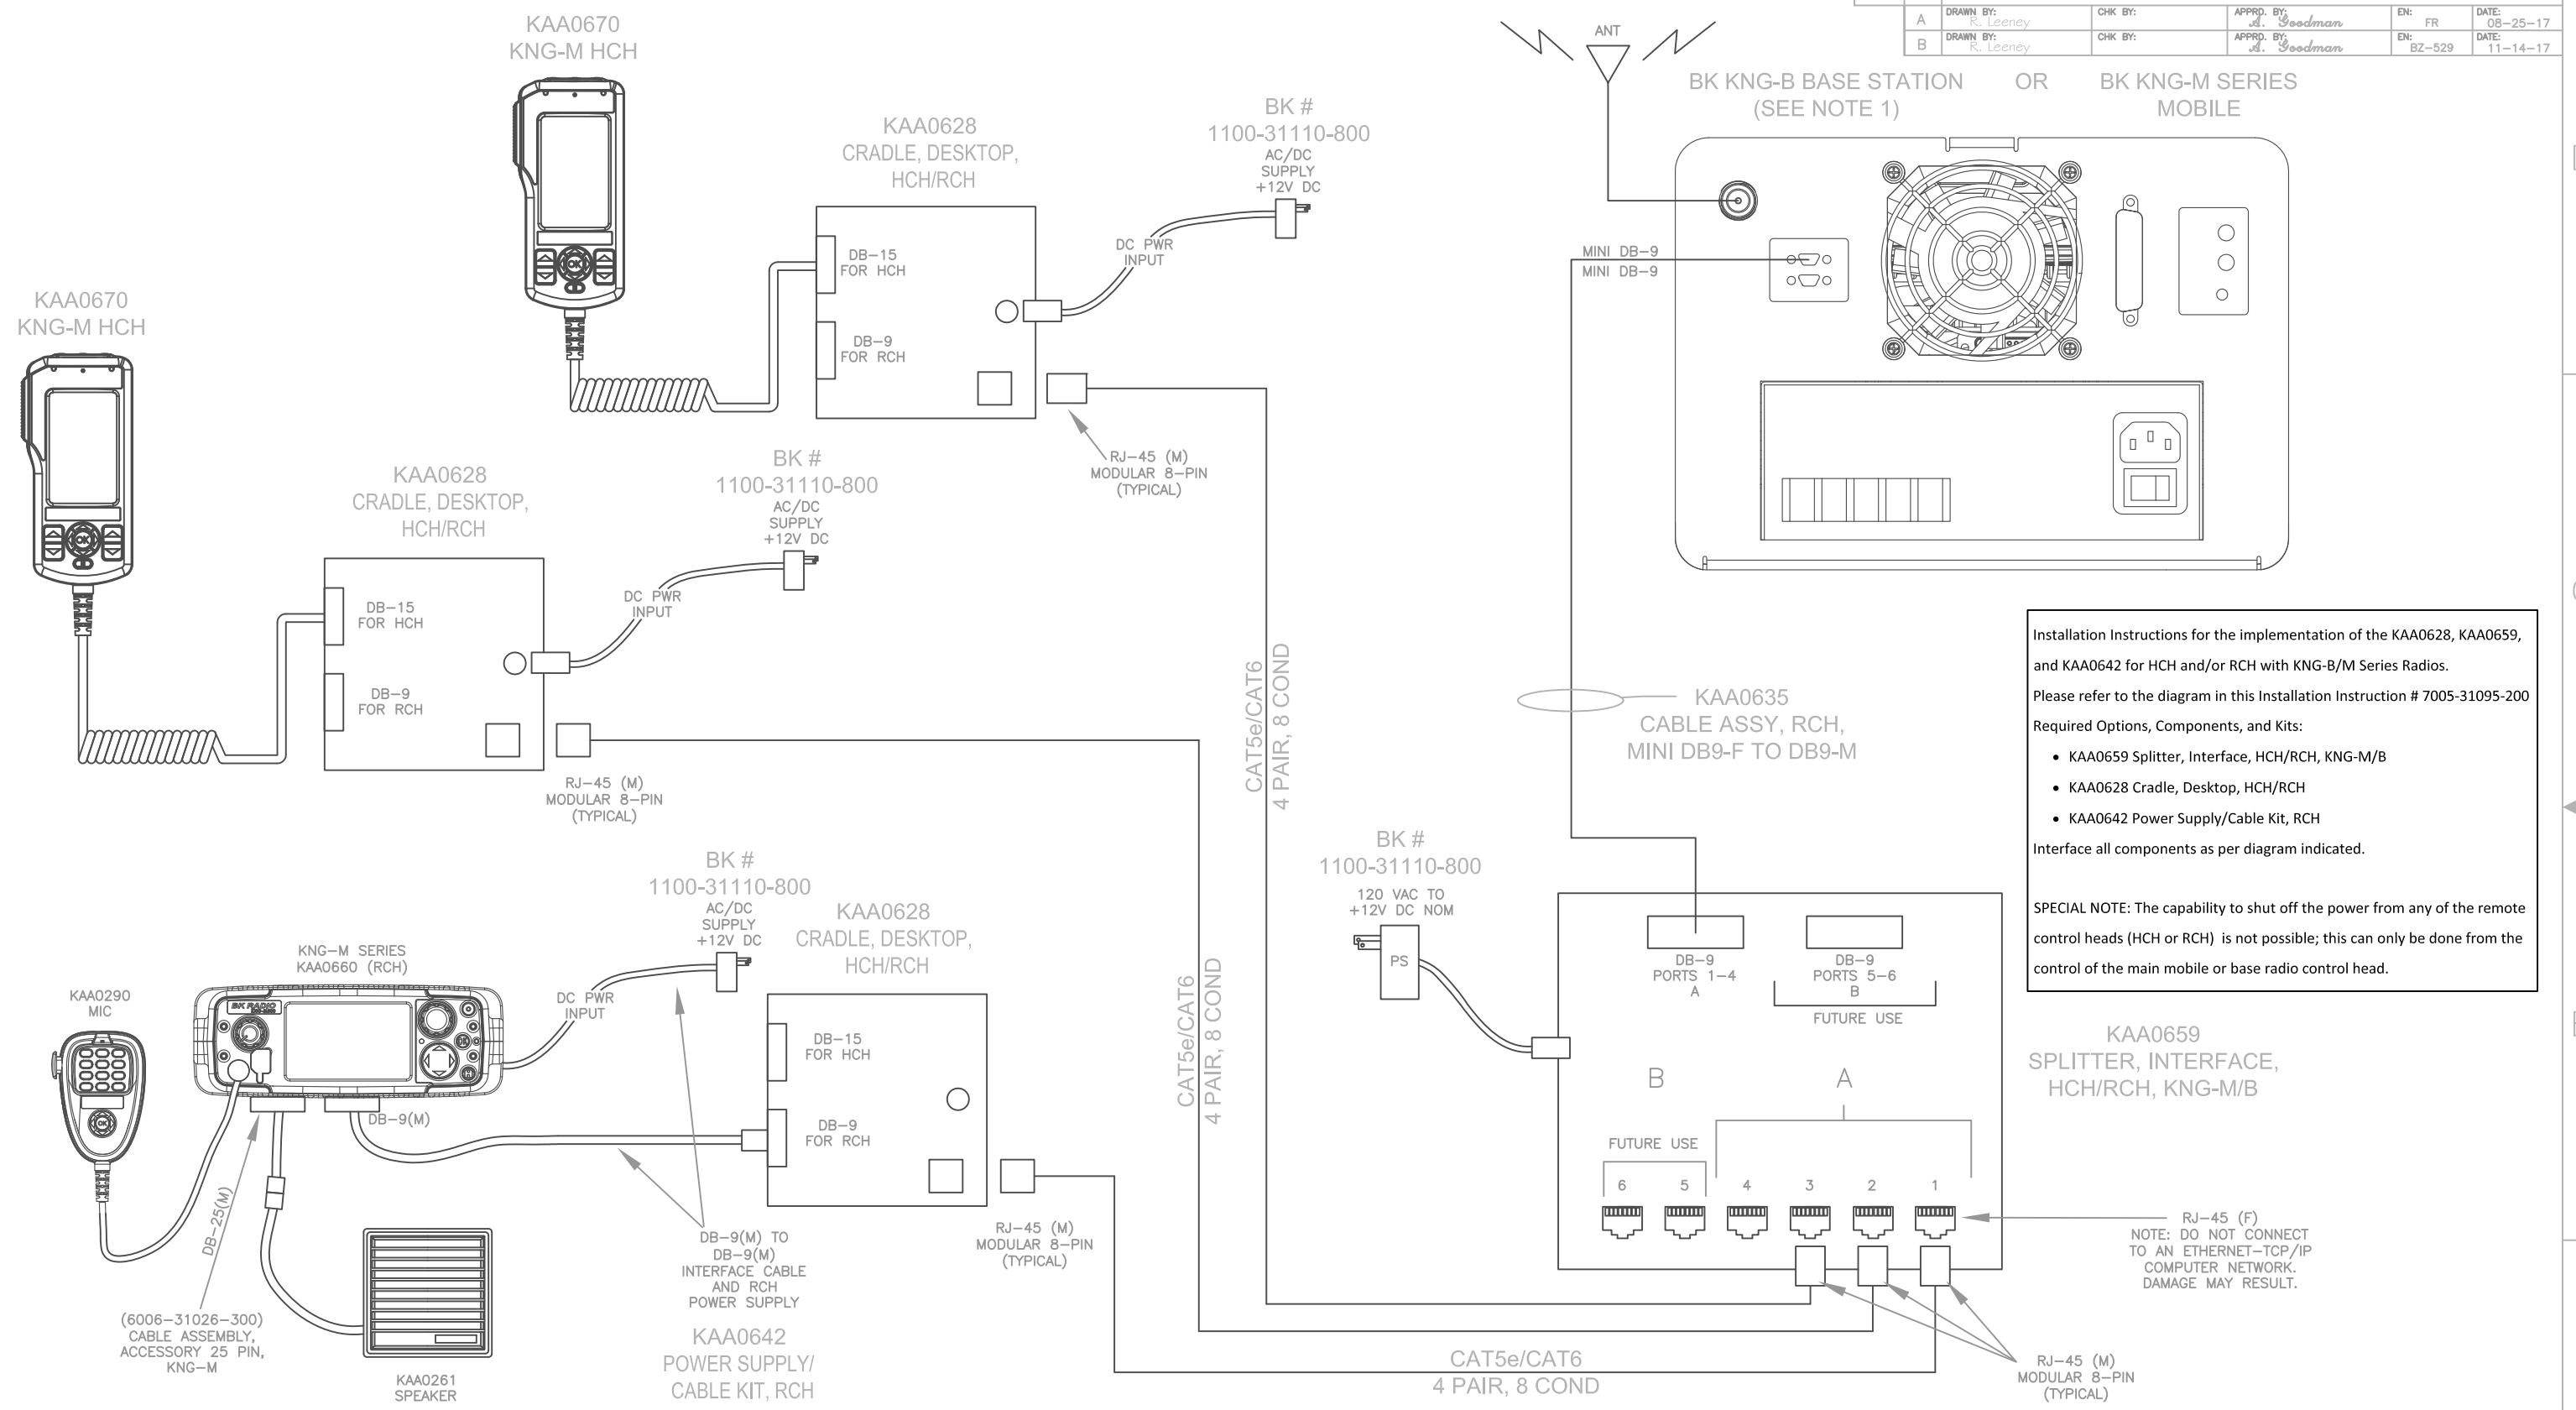 A
DRAWN BY:
R. Leeney
CHK BY:
APPRD. BY:
A. Goodman
EN:
FR
DATE:
08-25-17
B
DRAWN BY:
R. Leeney
CHK BY:
APPRD. BY:
A. Goodman
EN:
BZ-529
DATE:
11-14-17
KAA0670
KNG-M HCH
OK
KAA0628
CRADLE, DESKTOP,
HCH/RCH
BK #
1100-31110-800
AC/DC
SUPPLY
+12V DC
DC PWR
INPUT
DB-15
FOR HCH
DB-9
FOR RCH
RJ-45 (M)
MODULAR 8-PIN
(TYPICAL)
ANT
BK KNG-B BASE STATION
(SEE NOTE 1)
OR
BK KNG-M SERIES
MOBILE
MINI DB-9
MINI DB-9
KAA0670
KNG-M HCH
OK
KAA0628
CRADLE, DESKTOP,
HCH/RCH
BK #
1100-31110-800
AC/DC
SUPPLY
+12V DC
DC PWR
INPUT
DB-15
FOR HCH
DB-9
FOR RCH
RJ-45 (M)
MODULAR 8-PIN
(TYPICAL)
CAT5e/CAT6
4 PAIR, 8 COND
KAA0635
CABLE ASSY, RCH,
MINI DB9-F TO DB9-M
Installation Instructions for the implementation of the KAA0628, KAA0659,
and KAA0642 for HCH and/or RCH with KNG-B/M Series Radios.
Please refer to the diagram in this Installation Instruction # 7005-31095-200
Required Options, Components, and Kits:
• KAA0659 Splitter, Interface, HCH/RCH, KNG-M/B
• KAA0628 Cradle, Desktop, HCH/RCH
• KAA0642 Power Supply/Cable Kit, RCH
Interface all components as per diagram indicated.
SPECIAL NOTE: The capability to shut off the power from any of the remote
control heads (HCH or RCH) is not possible; this can only be done from the
control of the main mobile or base radio control head.
BK #
1100-31110-800
AC/DC
SUPPLY
+12V DC
KAA0628
CRADLE, DESKTOP,
HCH/RCH
KNG-M SERIES
KAA0660 (RCH)
KAA0290
MIC
BK RADIO
OK
DC PWR
INPUT
DB-9(M)
DB-15
FOR HCH
DB-9
FOR RCH
DB-25(M)
(6006-31026-300)
CABLE ASSEMBLY,
ACCESSORY 25 PIN,
KNG-M
KAA0261
SPEAKER
DB-9(M) TO
DB-9(M)
INTERFACE CABLE
AND RCH
POWER SUPPLY
KAA0642
POWER SUPPLY/
CABLE KIT, RCH
RJ-45 (M)
MODULAR 8-PIN
(TYPICAL)
CAT5e/CAT6
4 PAIR, 8 COND
BK #
1100-31110-800
120 VAC TO
+12V DC NOM
PS
DB-9
PORTS 1-4
A
DB-9
PORTS 5-6
B
FUTURE USE
B
A
FUTURE USE
6
5
4
3
2
1
KAA0659
SPLITTER, INTERFACE,
HCH/RCH, KNG-M/B
RJ-45 (F)
NOTE: DO NOT CONNECT
TO AN ETHERNET-TCP/IP
COMPUTER NETWORK.
DAMAGE MAY RESULT.
CAT5e/CAT6
4 PAIR, 8 COND
RJ-45 (M)
MODULAR 8-PIN
(TYPICAL)